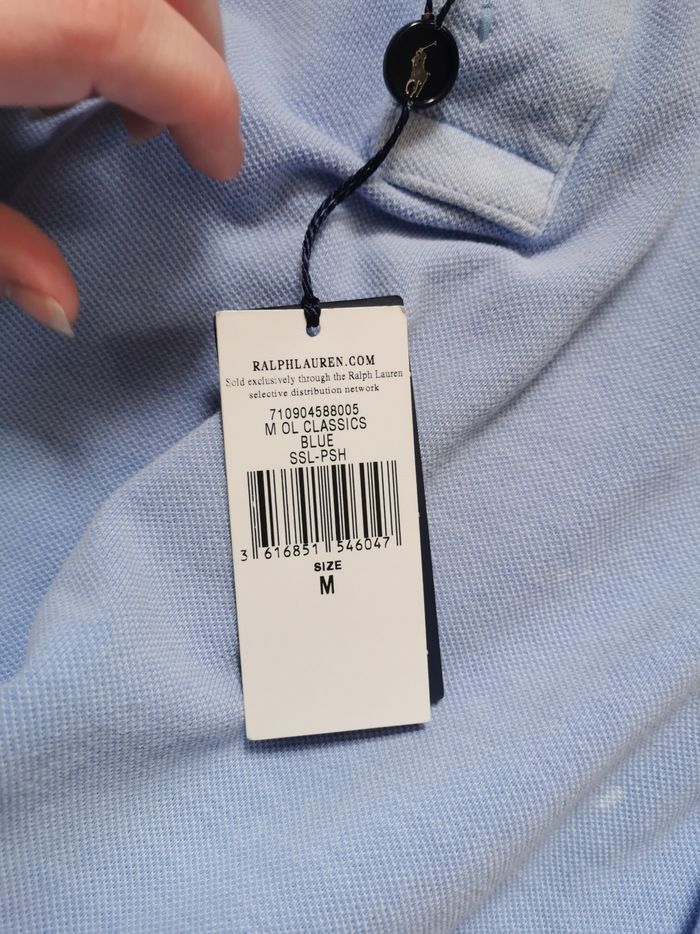 RALPHLAUREN.COM
Sold exclusively through the Ralph Lauren
selective distribution network
710904588005
M OL CLASSICS
BLUE
SSL-PSH
3 616851 546047
SIZE
M